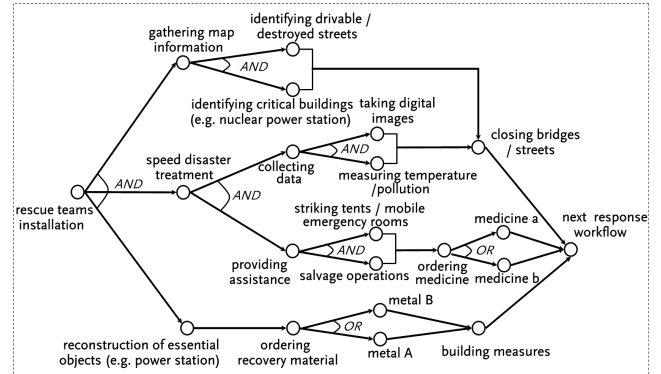 identifying drivable /
destroyed streets
gathering map
information
AND
identifying critical buildings
(e.g. nuclear power station)
taking digital
images
closing bridges
/ streets
speed disaster
treatment
collecting
data
AND
measuring temperature
/pollution
AND
AND
rescue teams
installation
striking tents / mobile
emergency rooms
medicine a
next response
workflow
AND
OR
providing
assistance
salvage operations
ordering
medicine
medicine b
metal B
OR
reconstruction of essential
objects (e.g. power station)
ordering
recovery material
metal A
building measures